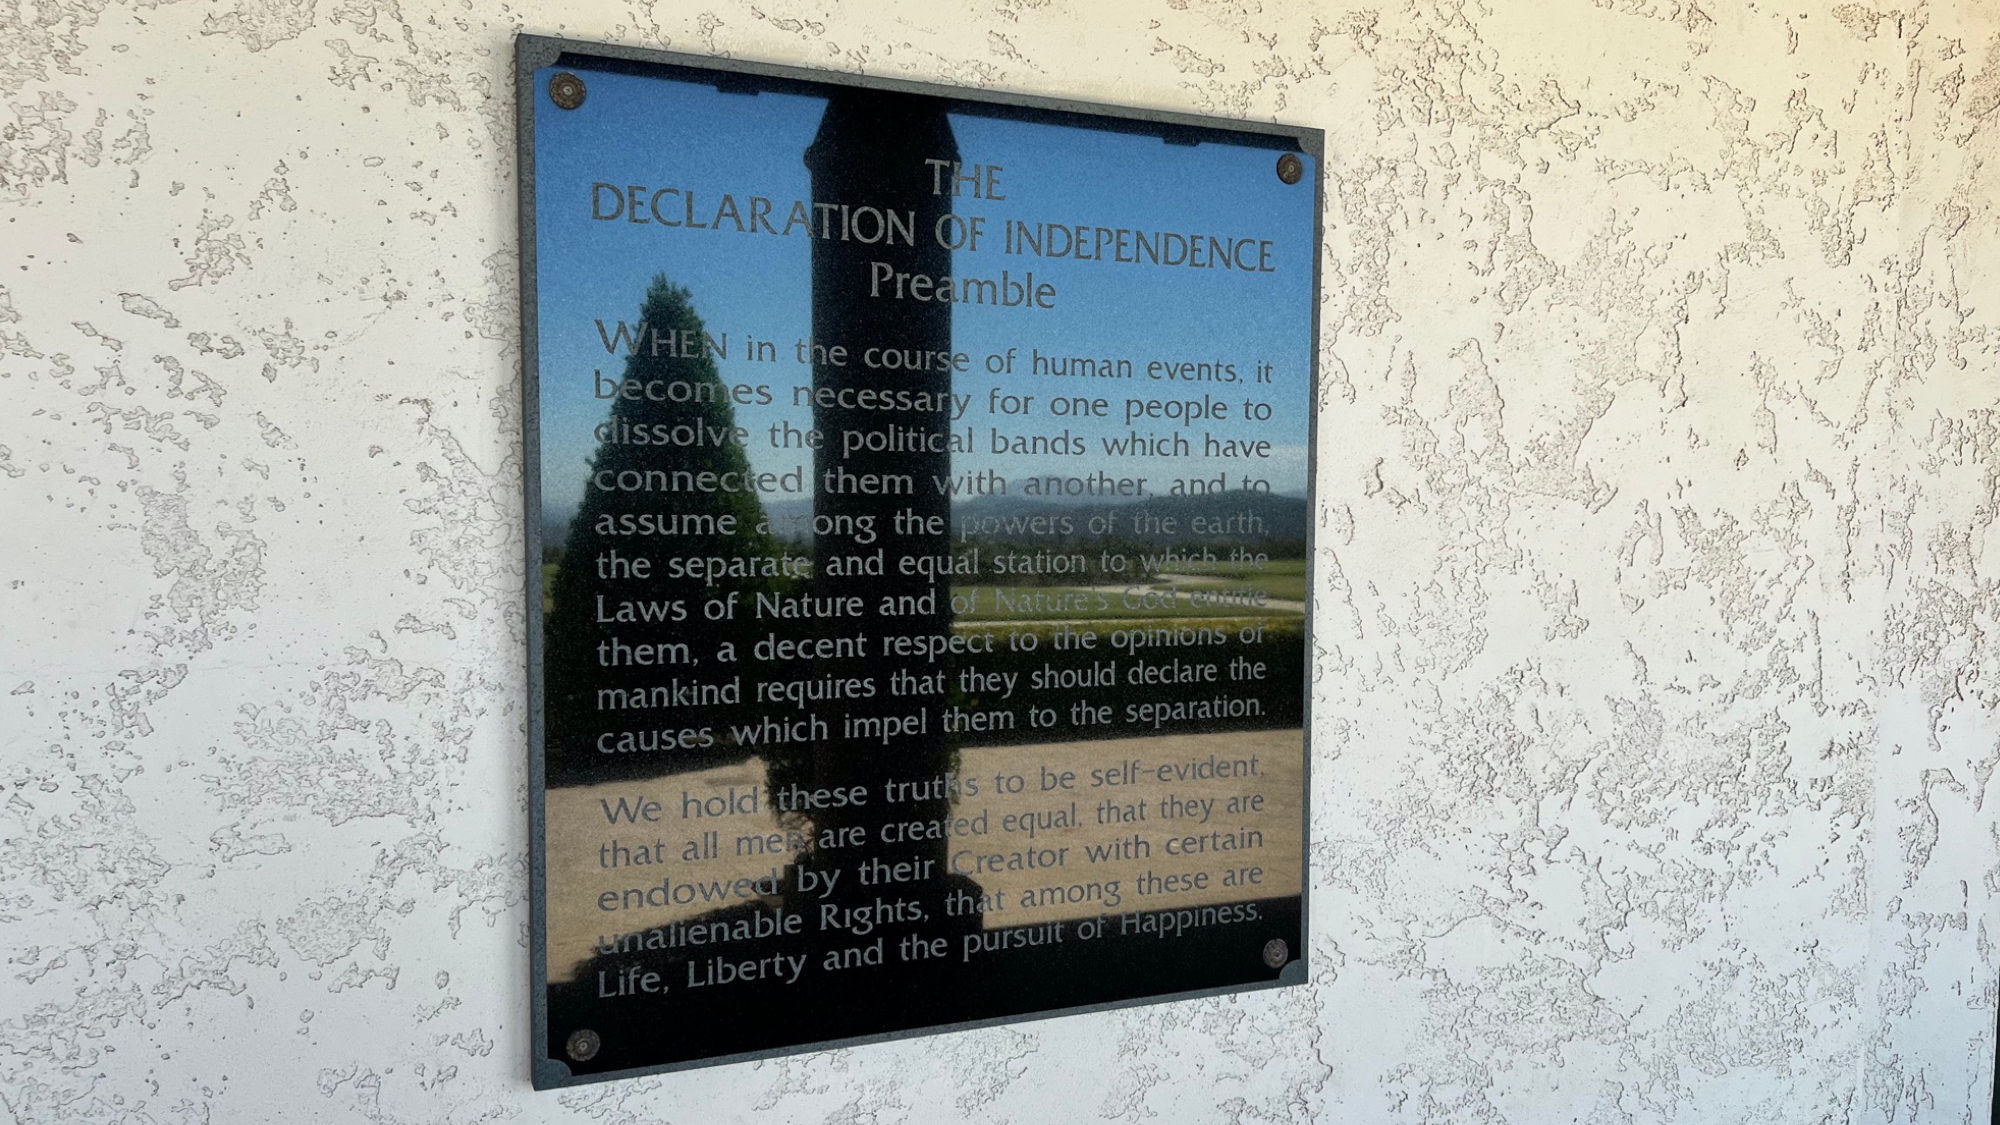 THE
DECLARATION OF INDEPENDENCE
Preamble
WHEN in the course of human events, it
becomes necessary for one people to
dissolve the political bands which have
connected them with another, and to
assume among the powers of the earth,
the separate and equal station to which the
Laws of Nature and of Nature's God entitle
them, a decent respect to the opinions of
mankind requires that they should declare the
causes which impel them to the separation.
We hold these truths to be self-evident,
that all men are created equal, that they are
endowed by their Creator with certain
unalienable Rights, that among these are
Life, Liberty and the pursuit of Happiness.